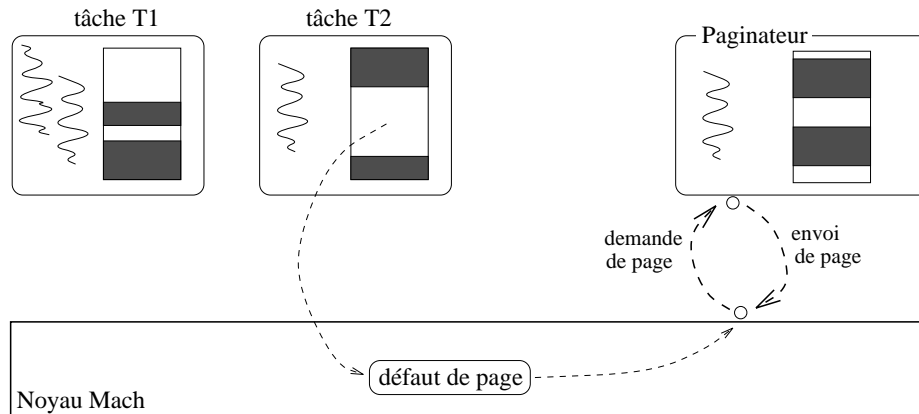 tâche T1
tâche T2
Paginateur
demande
de page
envoi
de page
défaut de page
Noyau Mach